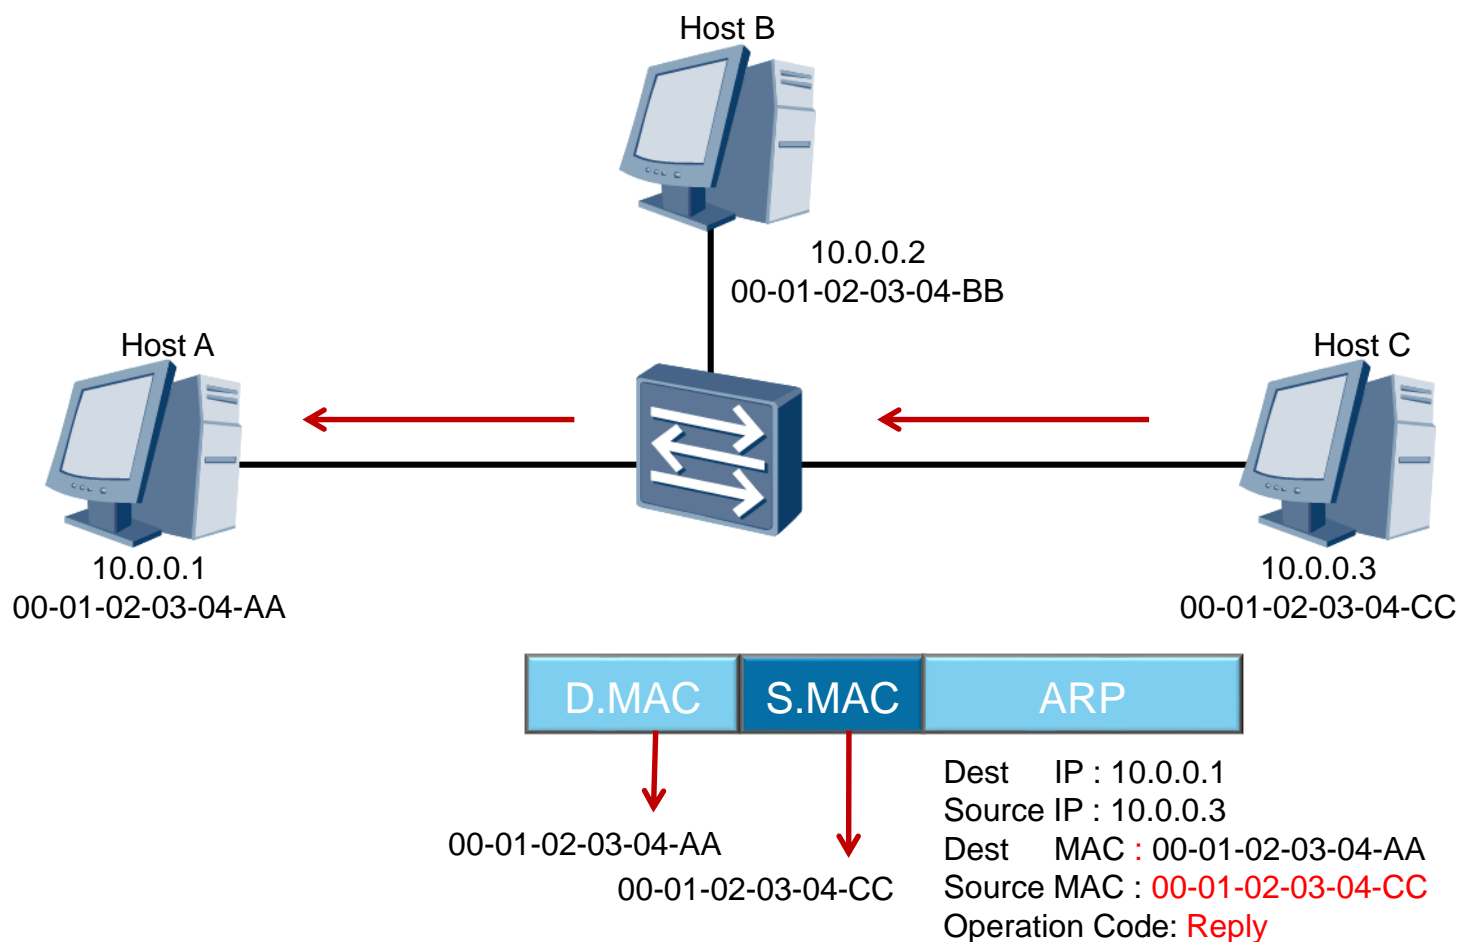 Host B
10.0.0.2
00-01-02-03-04-BB
Host A
Host C
10.0.0.1
00-01-02-03-04-AA
10.0.0.3
00-01-02-03-04-CC
D.MAC S.MAC ARP
00-01-02-03-04-AA
00-01-02-03-04-CC
Dest IP : 10.0.0.1
Source IP : 10.0.0.3
Dest MAC : 00-01-02-03-04-AA
Source MAC : 00-01-02-03-04-CC
Operation Code: Reply